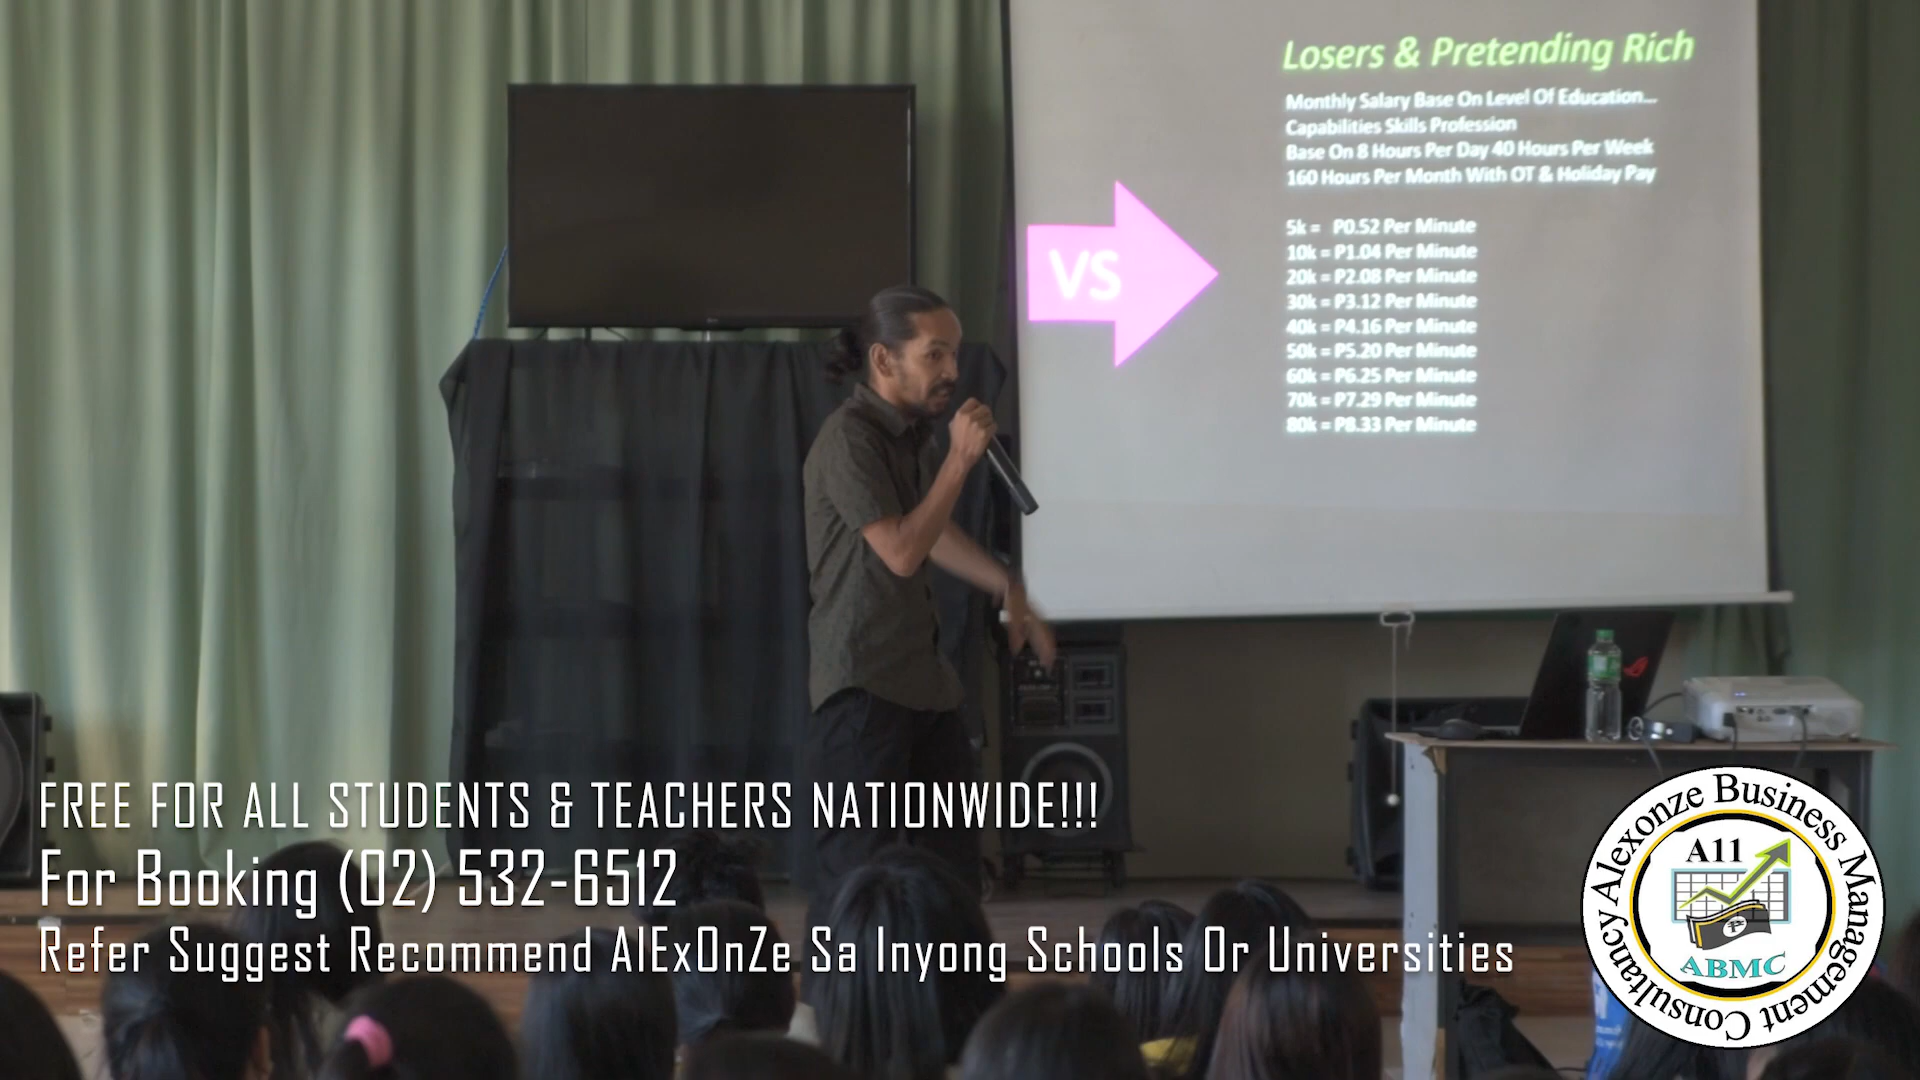 Losers & Pretending Rich
Monthly Salary Base On Level Of Education...
Capabilities Skills Profession
Base On 8 Hours Per Day 40 Hours Per Week
160 Hours Per Month With OT & Holiday Pay
VS
5k = P0.52 Per Minute
10k = P1.04 Per Minute
20k = P2.08 Per Minute
30k = P3.12 Per Minute
40k = P4.16 Per Minute
50k = P5.20 Per Minute
60k = P6.25 Per Minute
70k = P7.29 Per Minute
80k = P8.33 Per Minute
FREE FOR ALL STUDENTS & TEACHERS NATIONWIDE!!!
For Booking (02) 532-6512
Refer Suggest Recommend AlExOnZe Sa Inyong Schools Or Universities
Alexonze Business Management Consultancy
A11
ABMC